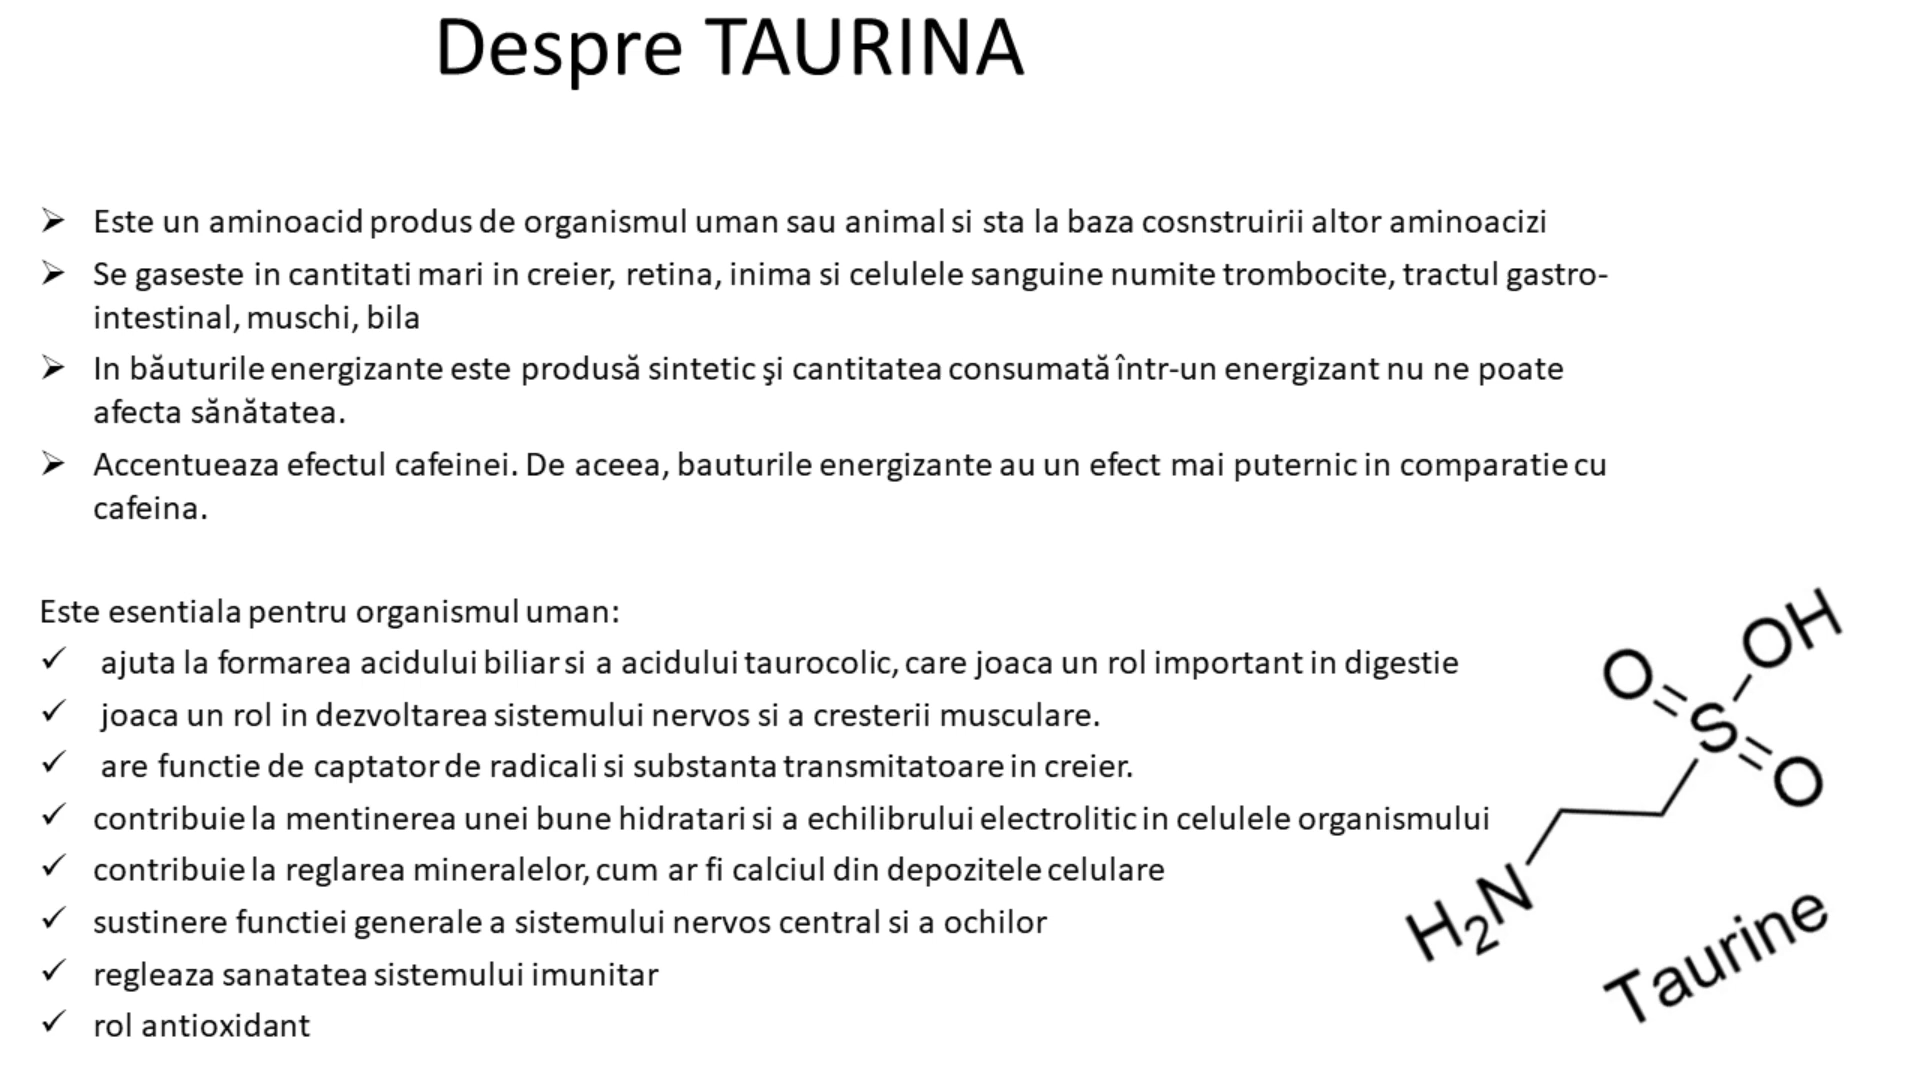 Despre TAURINA
Este un aminoacid produs de organismul uman sau animal si sta la baza cosnstruirii altor aminoacizi
Se gaseste in cantitati mari in creier, retina, inima si celulele sanguine numite trombocite, tractul gastro-
intestinal, muschi, bila
In băuturile energizante este produsă sintetic şi cantitatea consumată într-un energizant nu ne poate
afecta sănătatea.
Accentueaza efectul cafeinei. De aceea, bauturile energizante au un efect mai puternic in comparatie cu
cafeina.
Este esentiala pentru organismul uman:
ajuta la formarea acidului biliar si a acidului taurocolic, care joaca un rol important in digestie
joaca un rol in dezvoltarea sistemului nervos si a cresterii musculare.
are functie de captator de radicali si substanta transmitatoare in creier.
contribuie la mentinerea unei bune hidratari si a echilibrului electrolitic in celulele organismului
contribuie la reglarea mineralelor, cum ar fi calciul din depozitele celulare
sustinere functiei generale a sistemului nervos central si a ochilor
regleaza sanatatea sistemului imunitar
rol antioxidant
OH
O
S
O
H₂N
Taurine